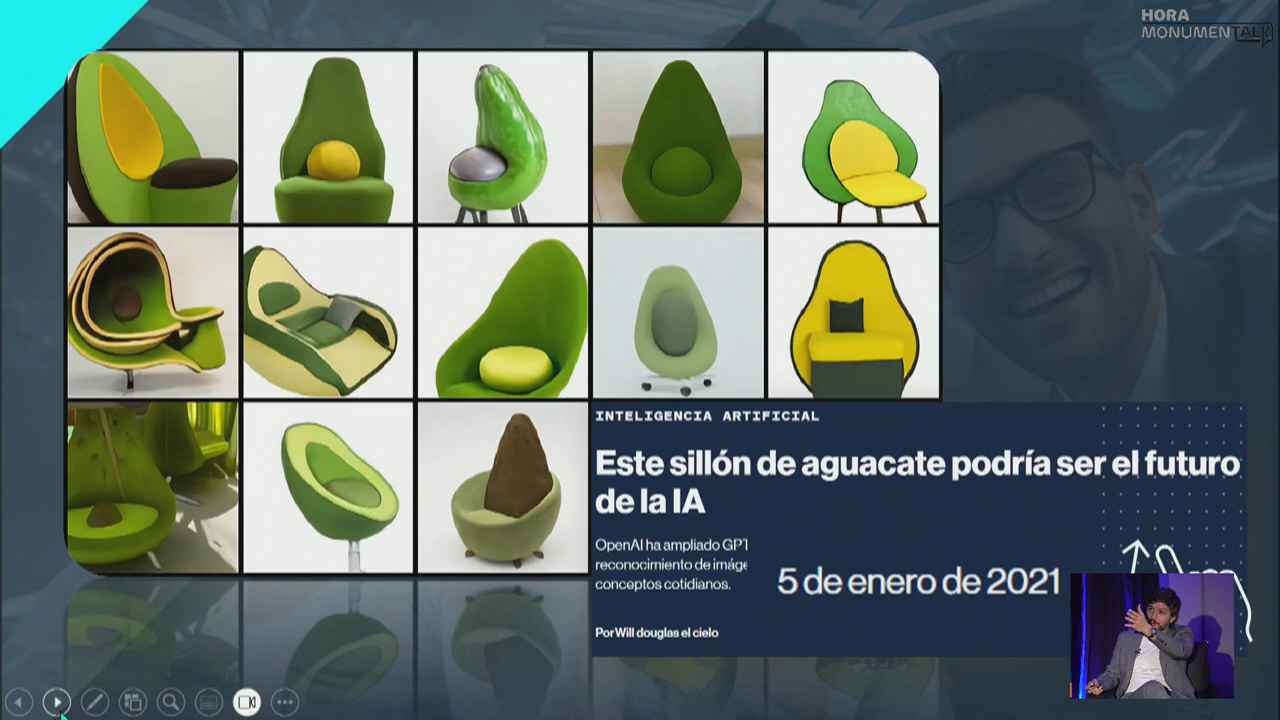 HORA
MONUMENTALK
INTELIGENCIA ARTIFICIAL
Este sillón de aguacate podría ser el futuro
de la IA
OpenAI ha ampliado GPT
reconocimiento de imáge
conceptos cotidianos.
5 de enero de 2021
Por Will douglas el cielo